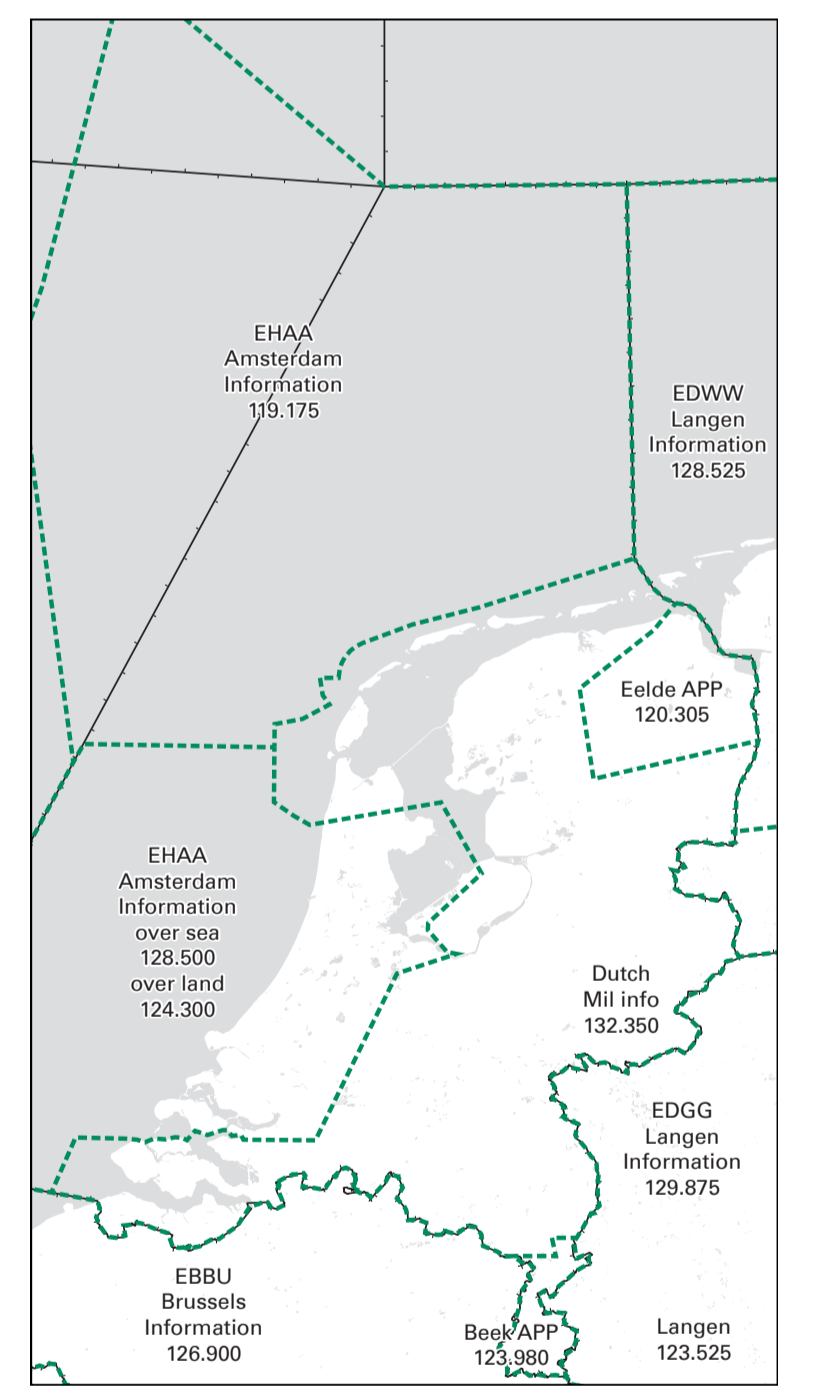 EHAA
Amsterdam
Information
119.175
EDWW
Langen
Information
128.525
Eelde APP
120.305
EHAA
Amsterdam
Information
over sea
128.500
over land
124.300
Dutch
Mil info
132.350
EDGG
Langen
Information
129.875
EBBU
Brussels
Information
126.900
Beek APP
123.980
Langen
123.525